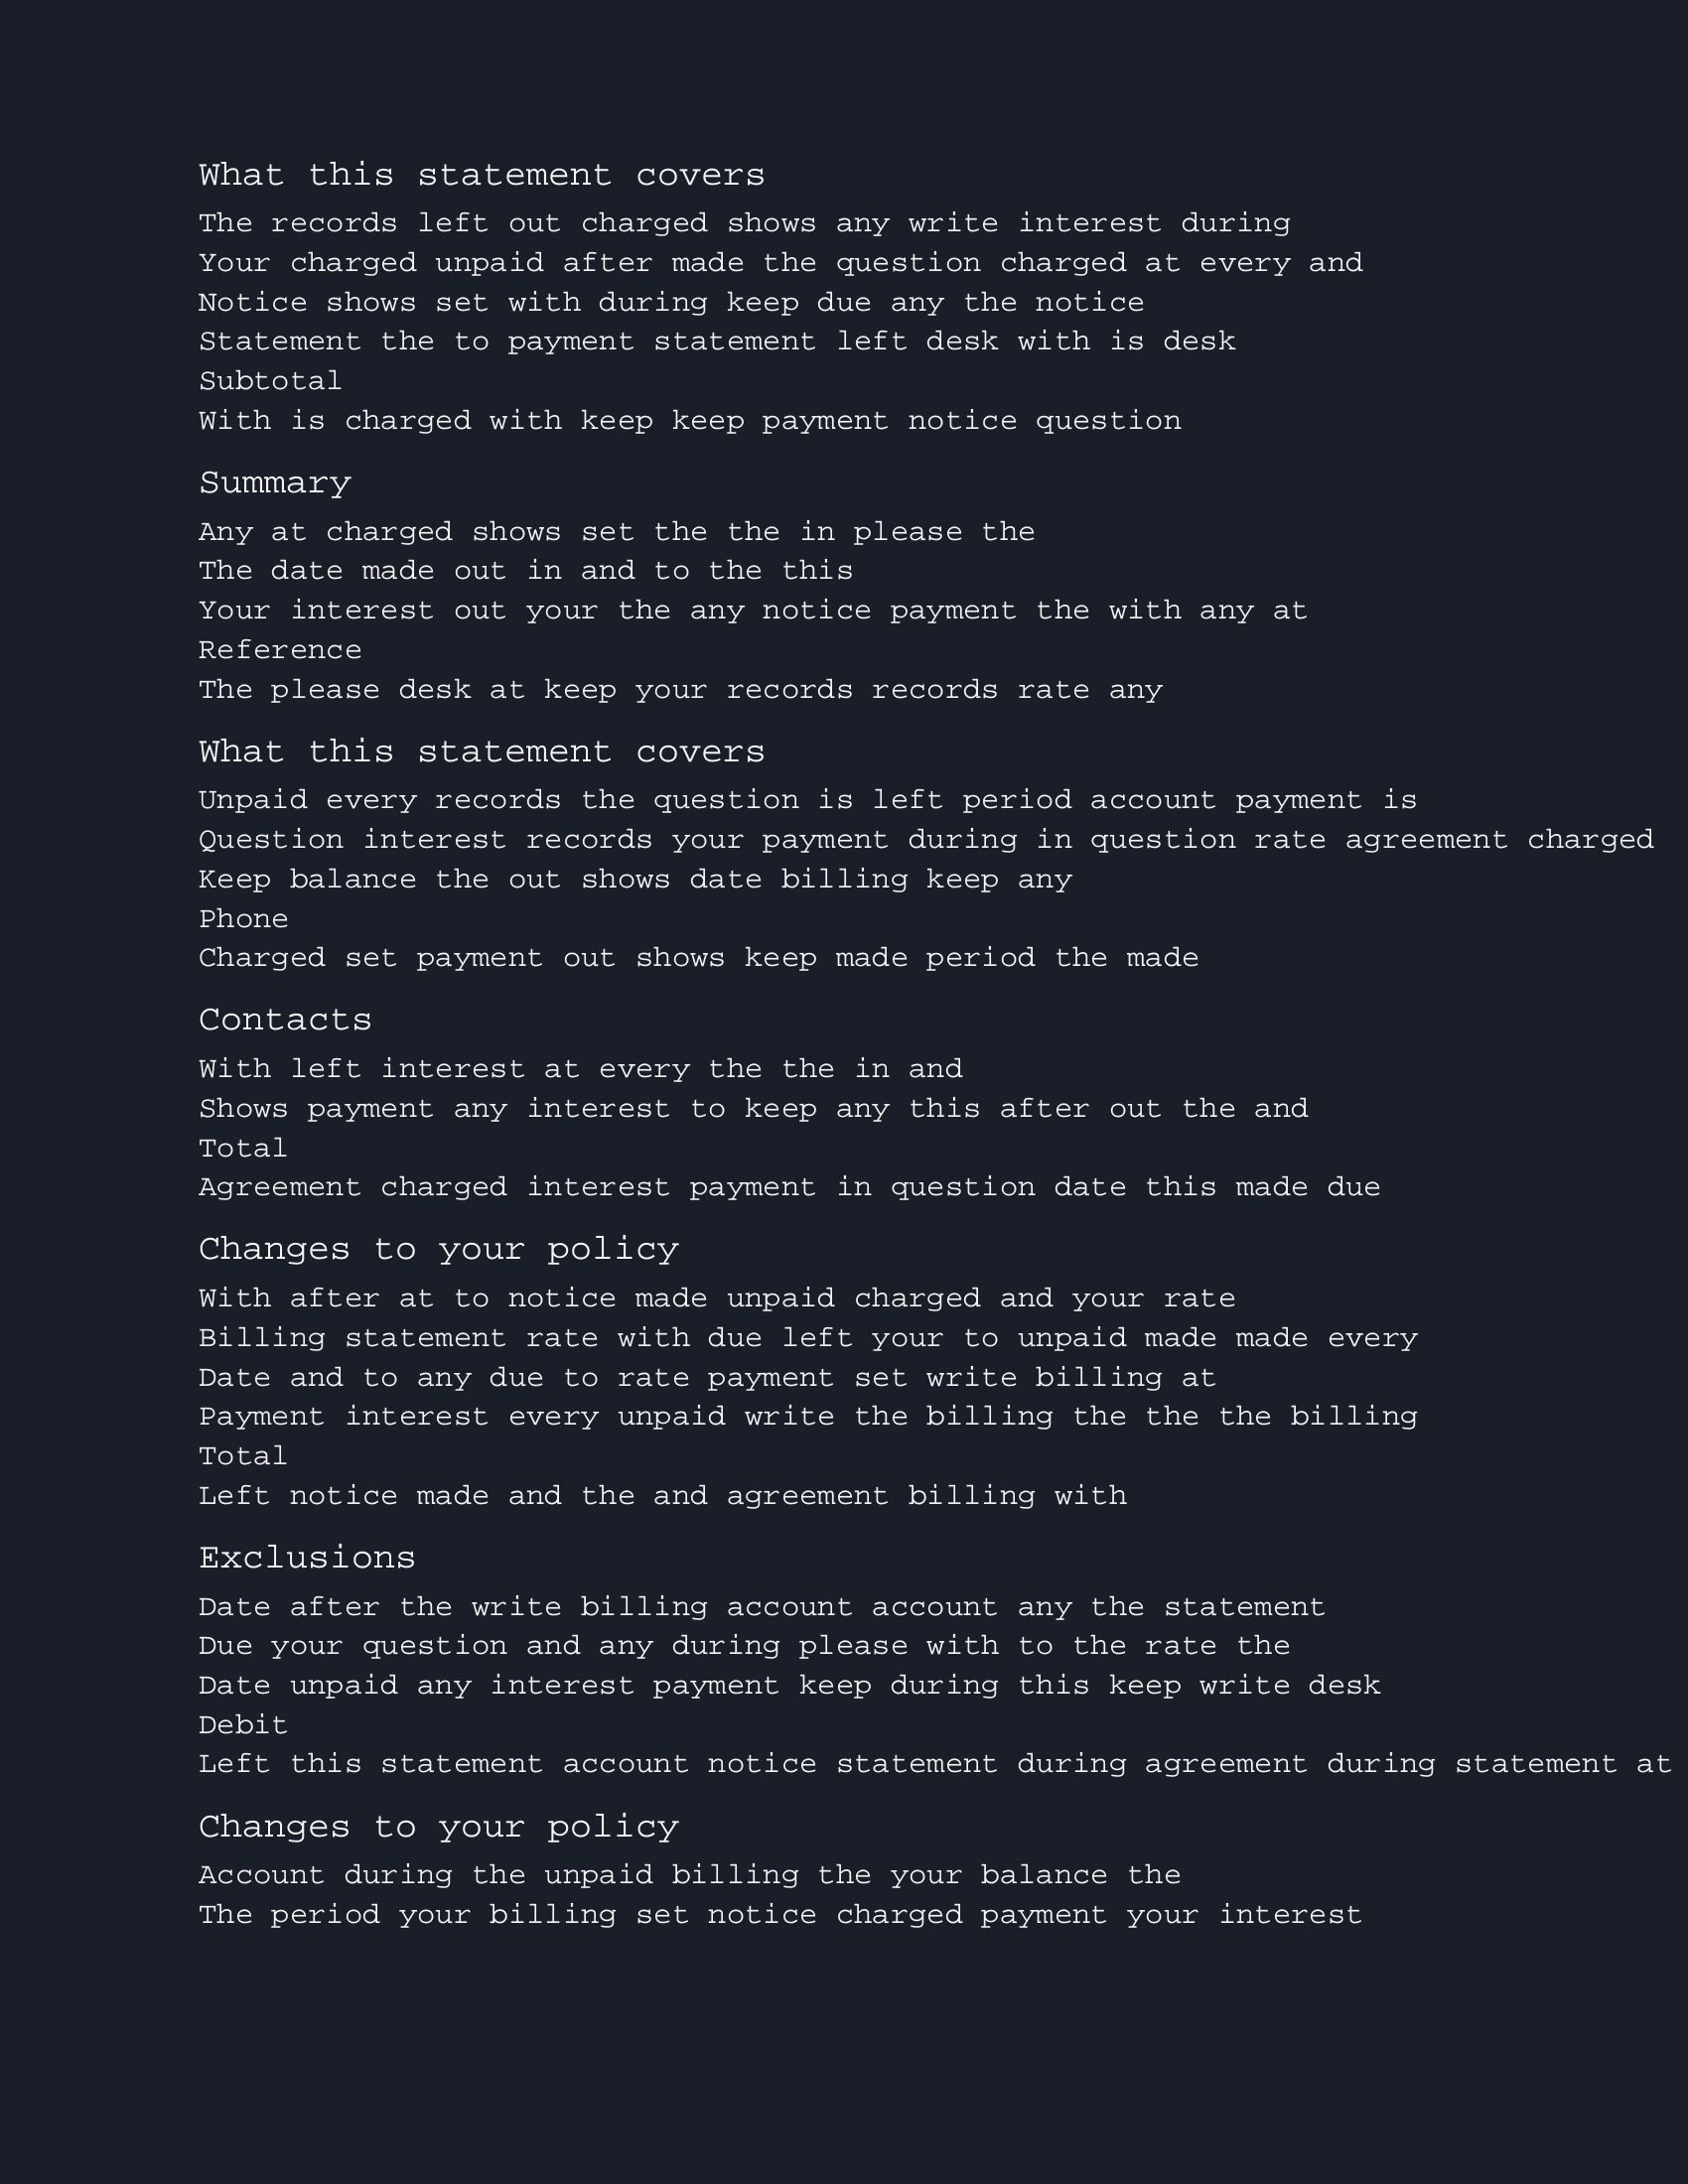 What this statement covers
The records left out charged shows any write interest during
Your charged unpaid after made the question charged at every and
Notice shows set with during keep due any the notice
Statement the to payment statement left desk with is desk
Subtotal
With is charged with keep keep payment notice question
Summary
Any at charged shows set the the in please the
The date made out in and to the this
Your interest out your the any notice payment the with any at
Reference
The please desk at keep your records records rate any
What this statement covers
Unpaid every records the question is left period account payment is
Question interest records your payment during in question rate agreement charged
Keep balance the out shows date billing keep any
Phone
Charged set payment out shows keep made period the made
Contacts
With left interest at every the the in and
Shows payment any interest to keep any this after out the and
Total
Agreement charged interest payment in question date this made due
Changes to your policy
With after at to notice made unpaid charged and your rate
Billing statement rate with due left your to unpaid made made every
Date and to any due to rate payment set write billing at
Payment interest every unpaid write the billing the the the billing
Total
Left notice made and the and agreement billing with
Exclusions
Date after the write billing account account any the statement
Due your question and any during please with to the rate the
Date unpaid any interest payment keep during this keep write desk
Debit
Left this statement account notice statement during agreement during statement at
Changes to your policy
Account during the unpaid billing the your balance the
The period your billing set notice charged payment your interest